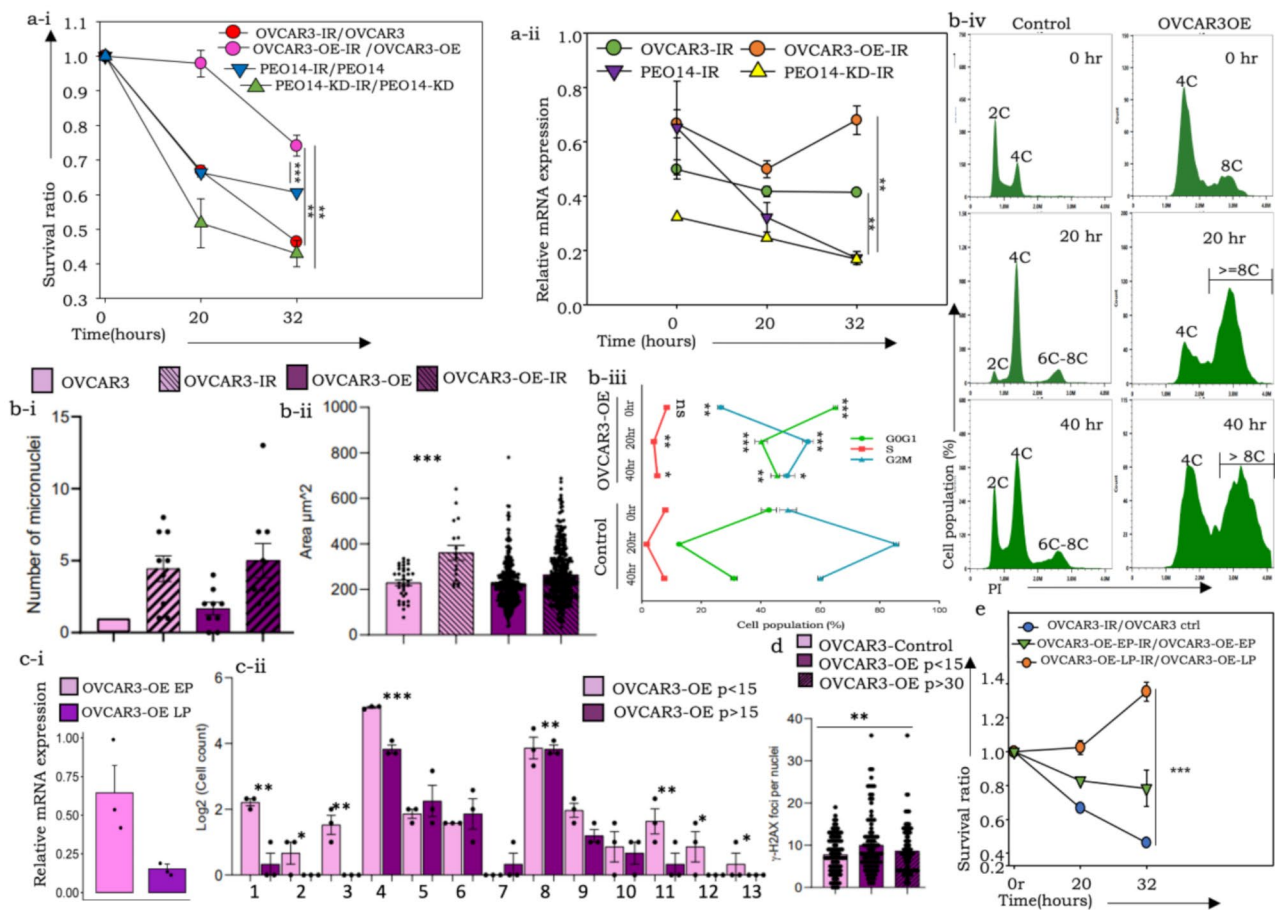 a-i
1.1
1.0
0.9
0.8
0.7
0.6
0.5
0.4
0.3
Survival ratio
OVCAR3-IR/OVCAR3
OVCAR3-OE-IR /OVCAR3-OE
PEO14-IR/PEO14
PEO14-KD-IR/PEO14-KD
***
**
**
0 20 32
Time(hours)
a-ii
1.0
0.8
0.6
0.4
0.2
0.0
Relative mRNA expression
OVCAR3-IR OVCAR3-OE-IR
PEO14-IR PEO14-KD-IR
**
**
0 20 32
Time (hours)
b-iv
Control OVCAR3OE
0 hr
2C 4C
0 hr
4C 8C
20 hr
2C 4C 6C-8C
20 hr
4C >=8C
40 hr
2C 4C 6C-8C
40 hr
4C > 8C
Cell population (%)
PI
OVCAR3 OVCAR3-IR OVCAR3-OE OVCAR3-OE-IR
b-i
15
10
5
0
Number of micronuclei
b-ii
1000
800
600
400
200
0
Area µm^2
***
b-iii
OVCAR3-OE
0hr
20hr
40hr
Control
0hr
20hr
40hr
ns
**
*
**
***
***
***
**
*
G0G1
S
G2M
0 20 40 60 80 100
Cell population (%)
c-i
OVCAR3-OE EP
OVCAR3-OE LP
Relative mRNA expression
1.00
0.75
0.50
0.25
0.00
c-ii
OVCAR3-OE p<15
OVCAR3-OE p>15
Log2 (Cell count)
6
4
2
0
** * ** *** ** ** * *
1 2 3 4 5 6 7 8 9 10 11 12 13
d
OVCAR3-Control
OVCAR3-OE p<15
OVCAR3-OE p>30
γ-H2AX foci per nuclei
40
30
20
10
0
**
e
OVCAR3-IR/OVCAR3 ctrl
OVCAR3-OE-EP-IR/OVCAR3-OE-EP
OVCAR3-OE-LP-IR/OVCAR3-OE-LP
1.4
1.2
1.0
0.8
0.6
0.4
Survival ratio
***
0r 20 32
Time(hours)